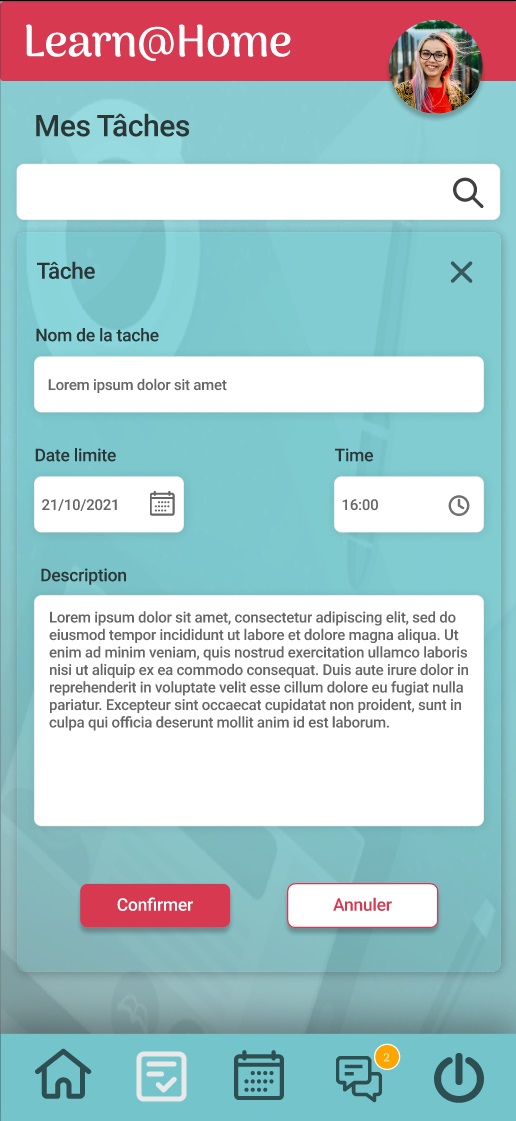 Learn@Home
Mes Tâches
Tâche
Nom de la tache
Lorem ipsum dolor sit amet
Date limite
Time
21/10/2021
16:00
Description
Lorem ipsum dolor sit amet, consectetur adipiscing elit, sed do
eiusmod tempor incididunt ut labore et dolore magna aliqua. Ut
enim ad minim veniam, quis nostrud exercitation ullamco laboris
nisi ut aliquip ex ea commodo consequat. Duis aute irure dolor in
reprehenderit in voluptate velit esse cillum dolore eu fugiat nulla
pariatur. Excepteur sint occaecat cupidatat non proident, sunt in
culpa qui officia deserunt mollit anim id est laborum.
Confirmer
Annuler
2